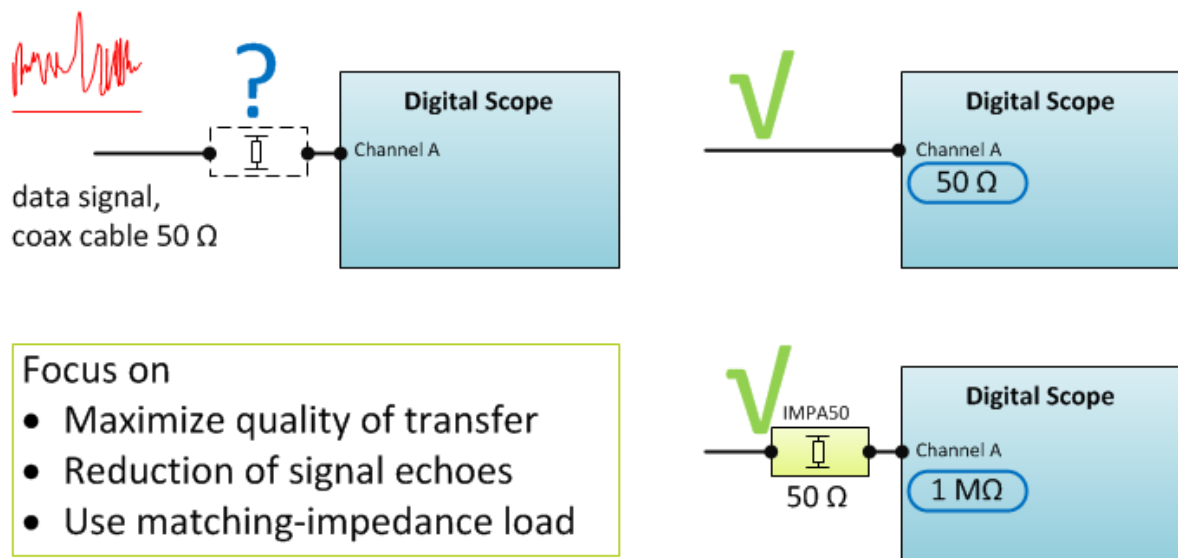 ?
Digital Scope
Channel A
data signal,
coax cable 50 Ω
√
Digital Scope
Channel A
50 Ω
Focus on
• Maximize quality of transfer
• Reduction of signal echoes
• Use matching-impedance load
√
IMPA50
50 Ω
Digital Scope
Channel A
1 MΩ